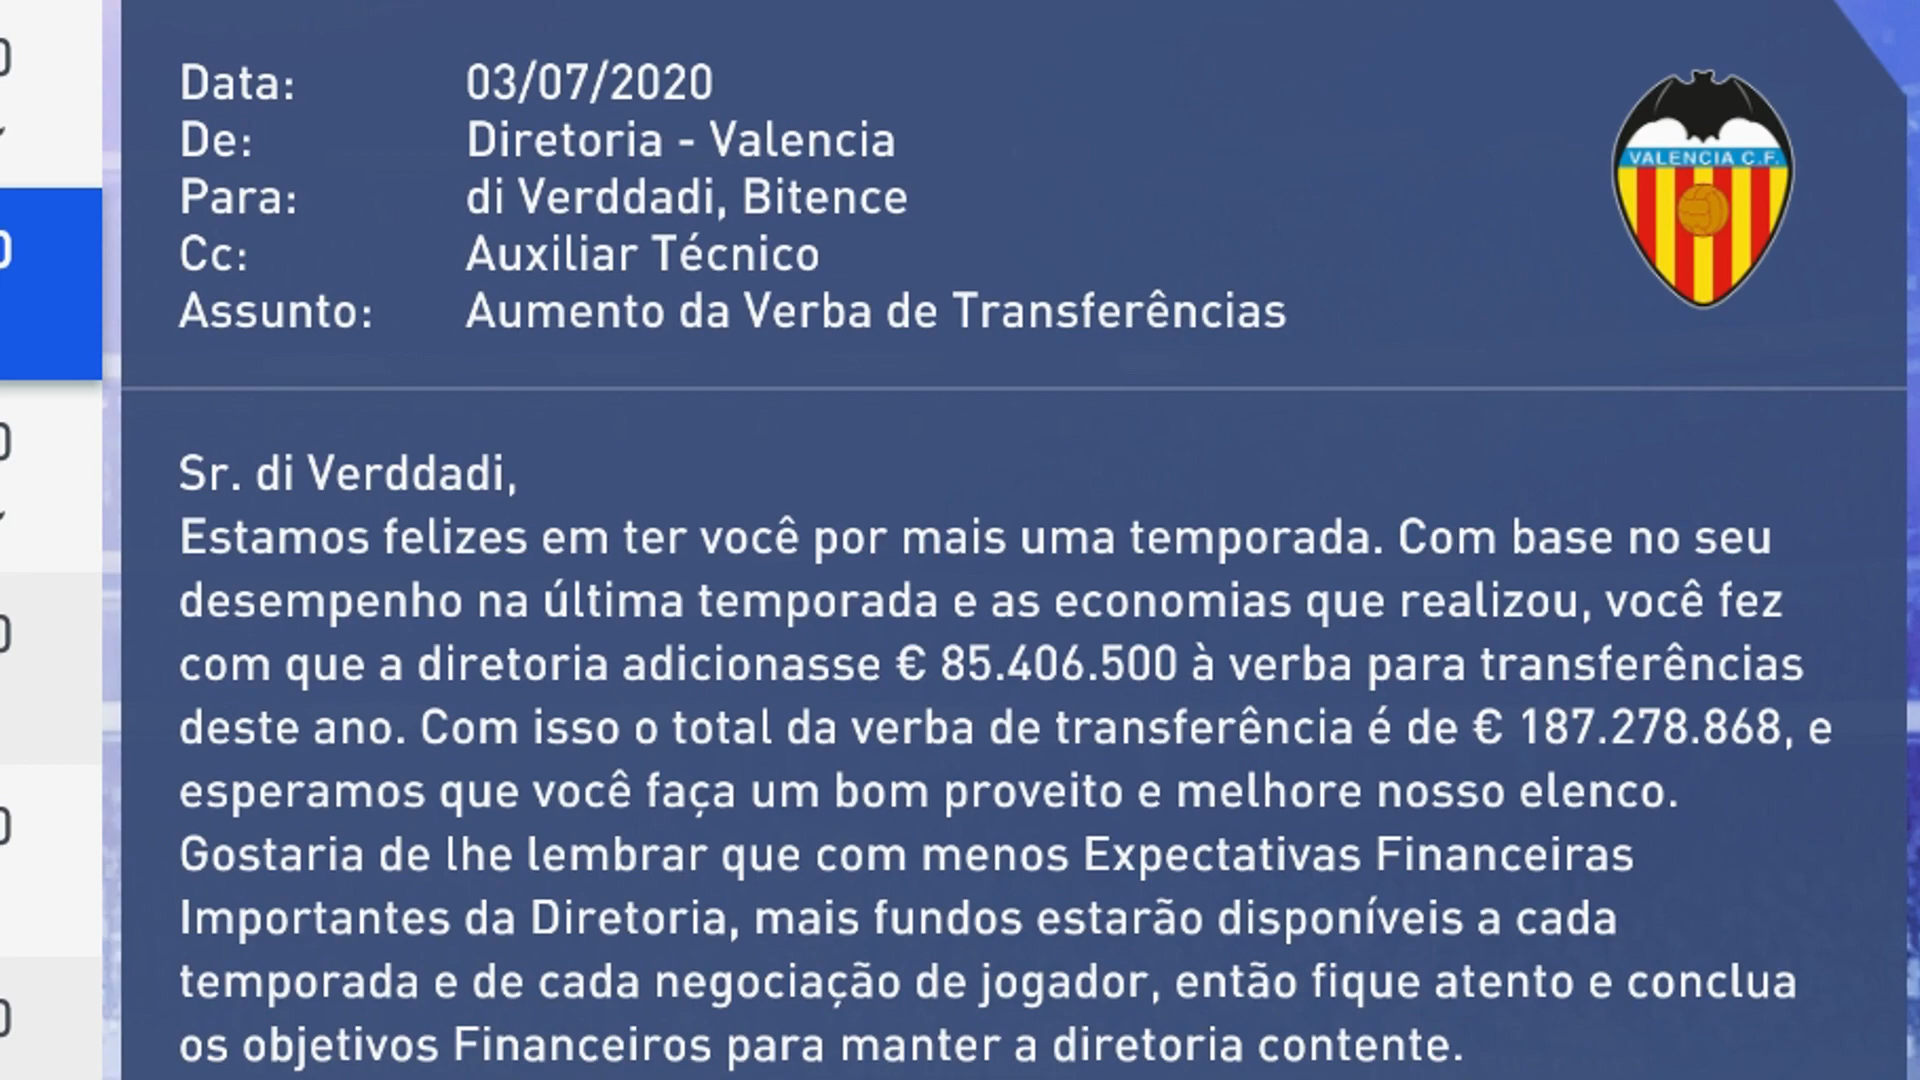 Data: 03/07/2020
De: Diretoria - Valencia
Para: di Verddadi, Bitence
Cc: Auxiliar Técnico
Assunto: Aumento da Verba de Transferências
VALENCIA C.F.
Sr. di Verddadi,
Estamos felizes em ter você por mais uma temporada. Com base no seu
desempenho na última temporada e as economias que realizou, você fez
com que a diretoria adicionasse € 85.406.500 à verba para transferências
deste ano. Com isso o total da verba de transferência é de € 187.278.868, e
esperamos que você faça um bom proveito e melhore nosso elenco.
Gostaria de lhe lembrar que com menos Expectativas Financeiras
Importantes da Diretoria, mais fundos estarão disponíveis a cada
temporada e de cada negociação de jogador, então fique atento e conclua
os objetivos Financeiros para manter a diretoria contente.